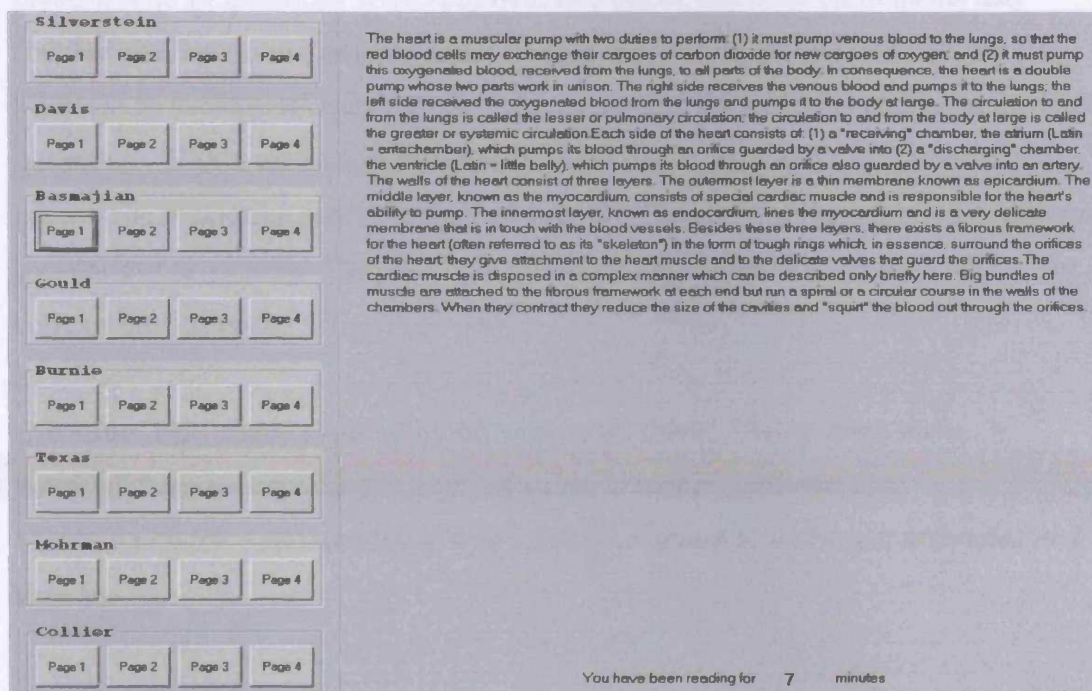 Silverstein
Page 1 Page 2 Page 3 Page 4
Davis
Page 1 Page 2 Page 3 Page 4
Basmajian
Page 1 Page 2 Page 3 Page 4
Gould
Page 1 Page 2 Page 3 Page 4
Burnie
Page 1 Page 2 Page 3 Page 4
Texas
Page 1 Page 2 Page 3 Page 4
Mohrman
Page 1 Page 2 Page 3 Page 4
Collier
Page 1 Page 2 Page 3 Page 4
The heart is a muscular pump with two duties to perform: (1) it must pump venous blood to the lungs, so that the
red blood cells may exchange their cargoes of carbon dioxide for new cargoes of oxygen; and (2) it must pump
this oxygenated blood, received from the lungs, to all parts of the body. In consequence, the heart is a double
pump whose two parts work in unison. The right side receives the venous blood and pumps it to the lungs; the
left side received the oxygenated blood from the lungs and pumps it to the body at large. The circulation to and
from the lungs is called the lesser or pulmonary circulation; the circulation to and from the body at large is called
the greater or systemic circulation.Each side of the heart consists of: (1) a "receiving" chamber, the atrium (Latin
= antechamber), which pumps its blood through an orifice guarded by a valve into (2) a "discharging" chamber,
the ventricle (Latin = little belly), which pumps its blood through an orifice also guarded by a valve into an artery.
The walls of the heart consist of three layers. The outermost layer is a thin membrane known as epicardium. The
middle layer, known as the myocardium, consists of special cardiac muscle and is responsible for the heart's
ability to pump. The innermost layer, known as endocardium, lines the myocardium and is a very delicate
membrane that is in touch with the blood vessels. Besides these three layers, there exists a fibrous framework
for the heart (often referred to as its "skeleton") in the form of tough rings which, in essence, surround the orifices
of the heart; they give attachment to the heart muscle and to the delicate valves that guard the orifices.The
cardiac muscle is disposed in a complex manner which can be described only briefly here. Big bundles of
muscle are attached to the fibrous framework at each end but run a spiral or a circular course in the walls of the
chambers. When they contract they reduce the size of the cavities and "squirt" the blood out through the orifices.
You have been reading for 7 minutes